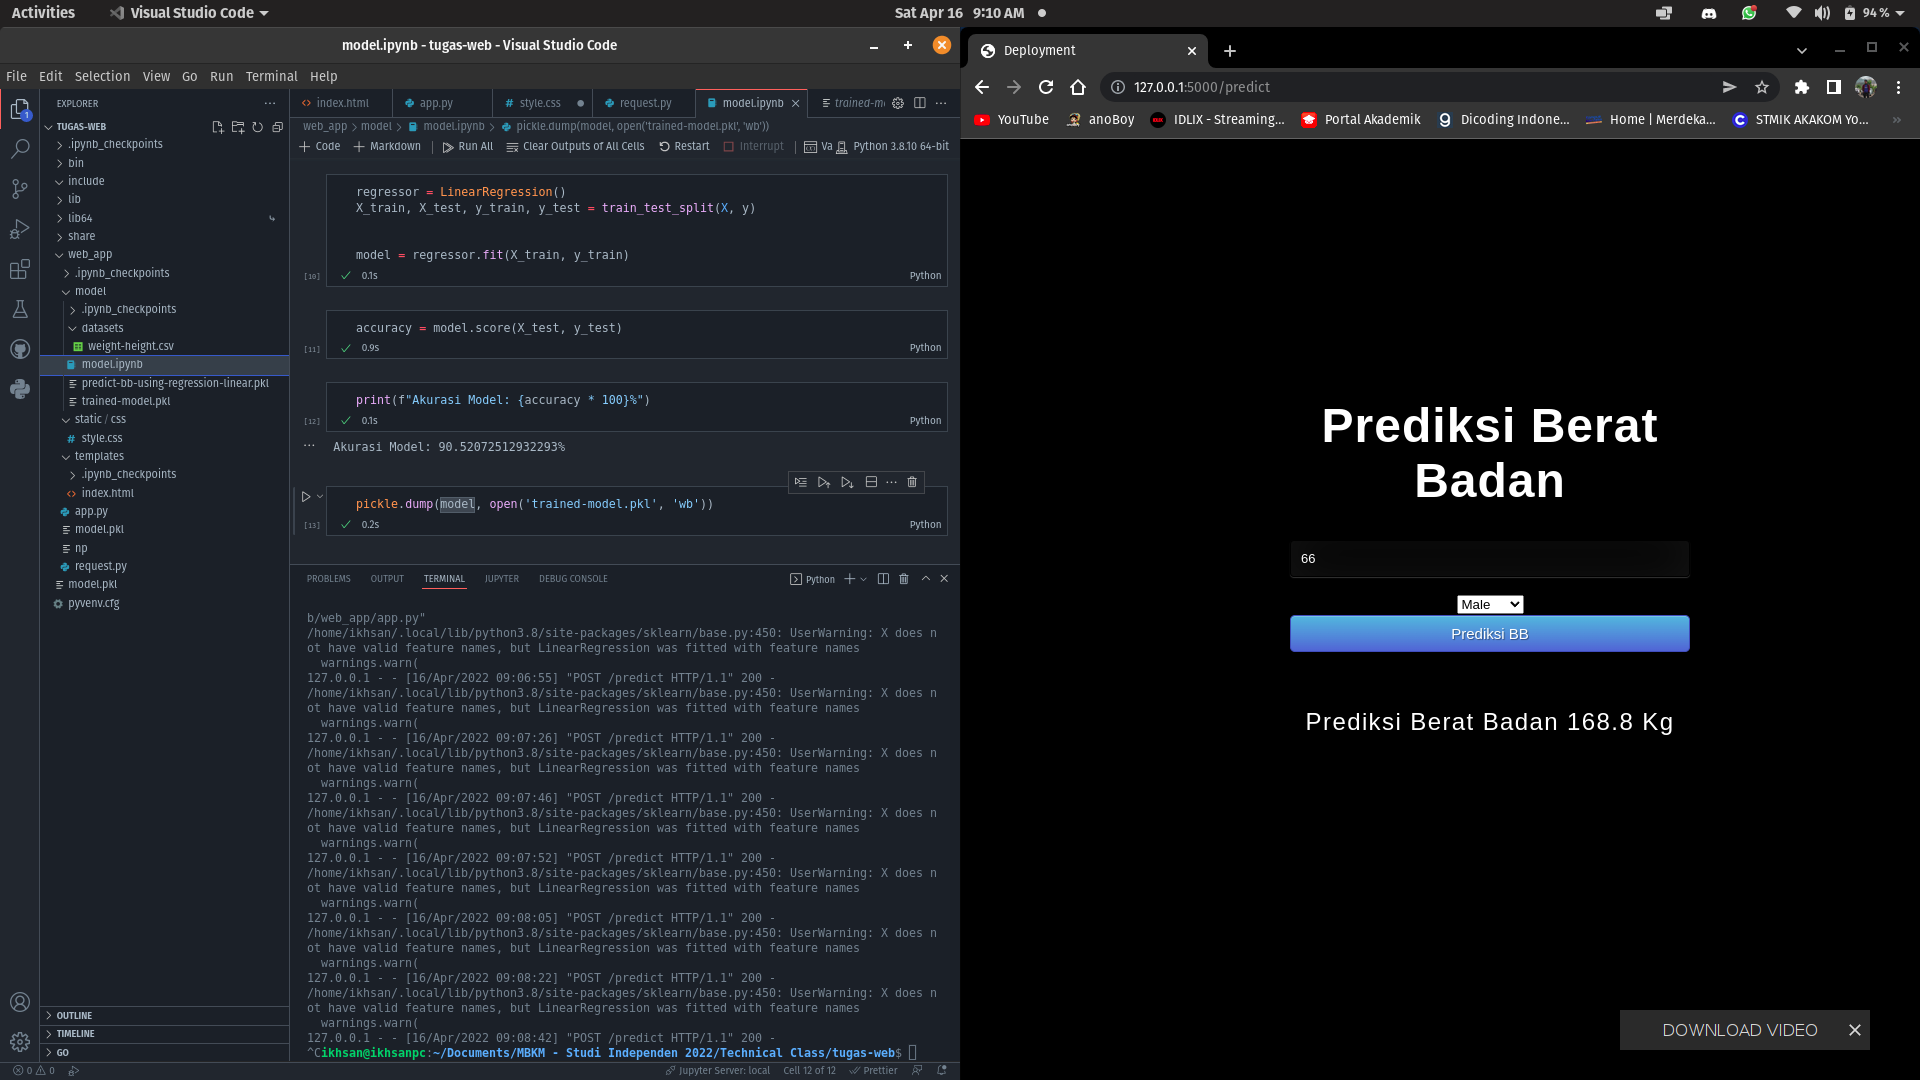 Activities
Visual Studio Code
Sat Apr 16 9:10 AM
94 %
model.ipynb - tugas-web - Visual Studio Code
File Edit Selection View Go Run Terminal Help
EXPLORER
TUGAS-WEB
.ipynb_checkpoints
bin
include
lib
lib64
share
web_app
.ipynb_checkpoints
model
.ipynb_checkpoints
datasets
weight-height.csv
model.ipynb
predict-bb-using-regression-linear.pkl
trained-model.pkl
static / css
style.css
templates
.ipynb_checkpoints
index.html
app.py
model.pkl
np
request.py
model.pkl
pyvenv.cfg
OUTLINE
TIMELINE
GO
index.html app.py style.css request.py model.ipynb trained-m
web_app > model > model.ipynb > pickle.dump(model, open('trained-model.pkl', 'wb'))
Code Markdown Run All Clear Outputs of All Cells Restart Interrupt Va Python 3.8.10 64-bit
regressor = LinearRegression()
X_train, X_test, y_train, y_test = train_test_split(X, y)
model = regressor.fit(X_train, y_train)
[10] 0.1s Python
accuracy = model.score(X_test, y_test)
[11] 0.9s Python
print(f"Akurasi Model: {accuracy * 100}%")
[12] 0.1s Python
Akurasi Model: 90.52072512932293%
pickle.dump(model, open('trained-model.pkl', 'wb'))
[13] 0.2s Python
PROBLEMS OUTPUT TERMINAL JUPYTER DEBUG CONSOLE Python
b/web_app/app.py"
/home/ikhsan/.local/lib/python3.8/site-packages/sklearn/base.py:450: UserWarning: X does n
ot have valid feature names, but LinearRegression was fitted with feature names
warnings.warn(
127.0.0.1 - - [16/Apr/2022 09:06:55] "POST /predict HTTP/1.1" 200 -
/home/ikhsan/.local/lib/python3.8/site-packages/sklearn/base.py:450: UserWarning: X does n
ot have valid feature names, but LinearRegression was fitted with feature names
warnings.warn(
127.0.0.1 - - [16/Apr/2022 09:07:26] "POST /predict HTTP/1.1" 200 -
/home/ikhsan/.local/lib/python3.8/site-packages/sklearn/base.py:450: UserWarning: X does n
ot have valid feature names, but LinearRegression was fitted with feature names
warnings.warn(
127.0.0.1 - - [16/Apr/2022 09:07:46] "POST /predict HTTP/1.1" 200 -
/home/ikhsan/.local/lib/python3.8/site-packages/sklearn/base.py:450: UserWarning: X does n
ot have valid feature names, but LinearRegression was fitted with feature names
warnings.warn(
127.0.0.1 - - [16/Apr/2022 09:07:52] "POST /predict HTTP/1.1" 200 -
/home/ikhsan/.local/lib/python3.8/site-packages/sklearn/base.py:450: UserWarning: X does n
ot have valid feature names, but LinearRegression was fitted with feature names
warnings.warn(
127.0.0.1 - - [16/Apr/2022 09:08:05] "POST /predict HTTP/1.1" 200 -
/home/ikhsan/.local/lib/python3.8/site-packages/sklearn/base.py:450: UserWarning: X does n
ot have valid feature names, but LinearRegression was fitted with feature names
warnings.warn(
127.0.0.1 - - [16/Apr/2022 09:08:22] "POST /predict HTTP/1.1" 200 -
/home/ikhsan/.local/lib/python3.8/site-packages/sklearn/base.py:450: UserWarning: X does n
ot have valid feature names, but LinearRegression was fitted with feature names
warnings.warn(
127.0.0.1 - - [16/Apr/2022 09:08:42] "POST /predict HTTP/1.1" 200 -
^Cikhsan@ikhsanpc:~/Documents/MBKM - Studi Independen 2022/Technical Class/tugas-web$
0 0 Jupyter Server: local Cell 12 of 12 Prettier
Deployment
127.0.0.1:5000/predict
YouTube anoBoy IDLIX - Streaming... Portal Akademik Dicoding Indone... Home | Merdeka... STMIK AKAKOM Yo... »
Prediksi Berat
Badan
66
Male
Prediksi BB
Prediksi Berat Badan 168.8 Kg
DOWNLOAD VIDEO